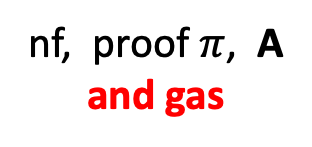 nf, proof 𝜋, A
and gas